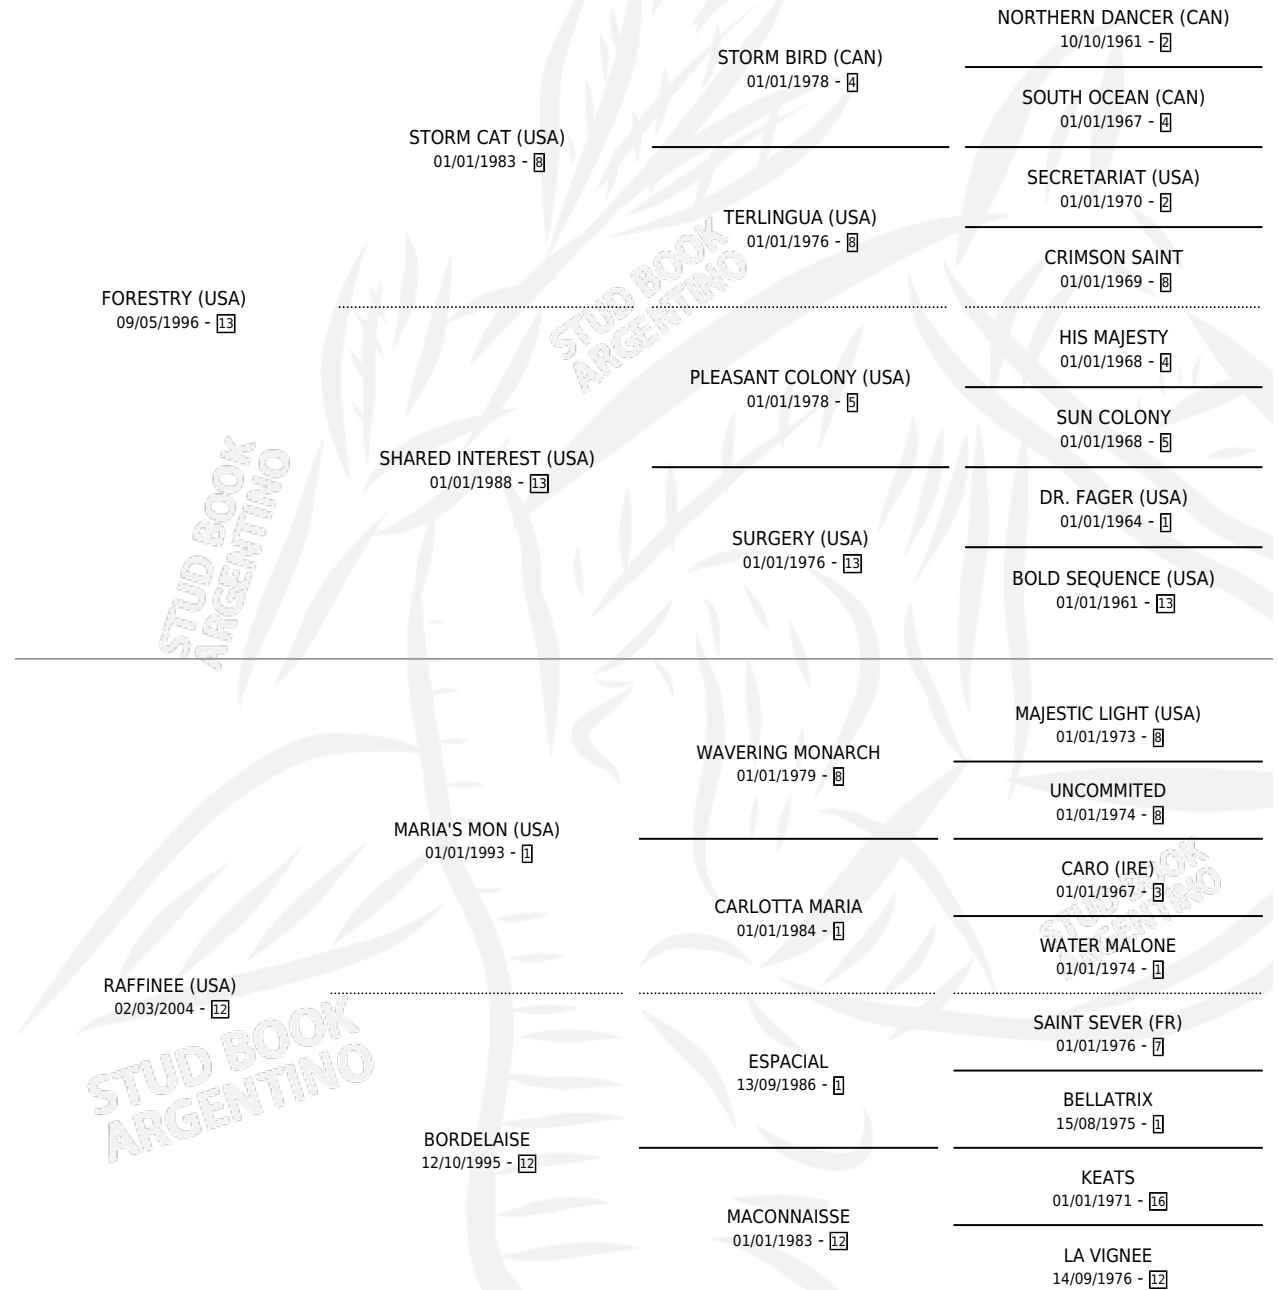 NORTHERN DANCER (CAN)
10/10/1961 - 2
STORM BIRD (CAN)
01/01/1978 - 4
SOUTH OCEAN (CAN)
01/01/1967 - 4
STORM CAT (USA)
01/01/1983 - 8
SECRETARIAT (USA)
01/01/1970 - 2
TERLINGUA (USA)
01/01/1976 - 8
CRIMSON SAINT
01/01/1969 - 8
FORESTRY (USA)
09/05/1996 - 13
HIS MAJESTY
01/01/1968 - 4
PLEASANT COLONY (USA)
01/01/1978 - 5
SUN COLONY
01/01/1968 - 5
SHARED INTEREST (USA)
01/01/1988 - 13
DR. FAGER (USA)
01/01/1964 - 1
SURGERY (USA)
01/01/1976 - 13
BOLD SEQUENCE (USA)
01/01/1961 - 13
STUD BOOK
ARGENTINO
STUD BOOK
ARGENTINO
MAJESTIC LIGHT (USA)
01/01/1973 - 8
WAVERING MONARCH
01/01/1979 - 8
UNCOMMITED
01/01/1974 - 8
MARIA'S MON (USA)
01/01/1993 - 1
CARO (IRE)
01/01/1967 - 3
CARLOTTA MARIA
01/01/1984 - 1
WATER MALONE
01/01/1974 - 1
RAFFINEE (USA)
02/03/2004 - 12
SAINT SEVER (FR)
01/01/1976 - 7
ESPACIAL
13/09/1986 - 1
BELLATRIX
15/08/1975 - 1
BORDELAISE
12/10/1995 - 12
KEATS
01/01/1971 - 16
MACONNAISSE
01/01/1983 - 12
LA VIGNEE
14/09/1976 - 12
STUD BOOK
ARGENTINO
STUD BOOK
ARGENTINO